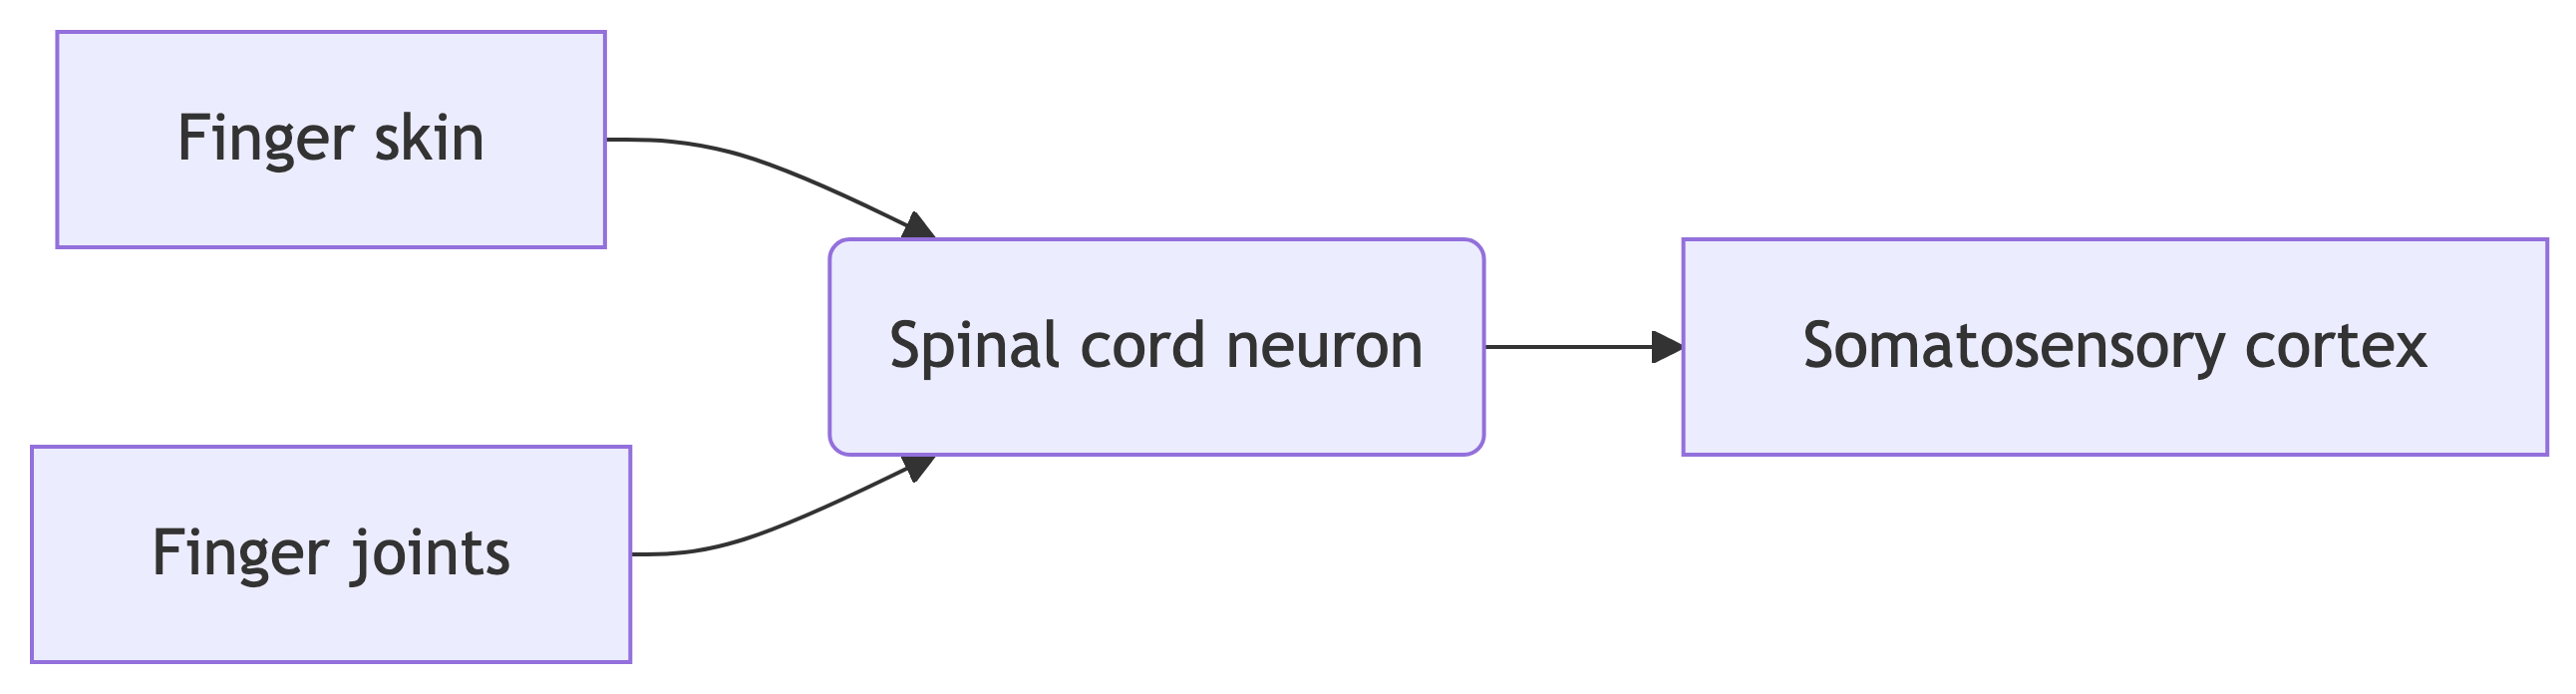 Finger skin
Spinal cord neuron
Somatosensory cortex
Finger joints